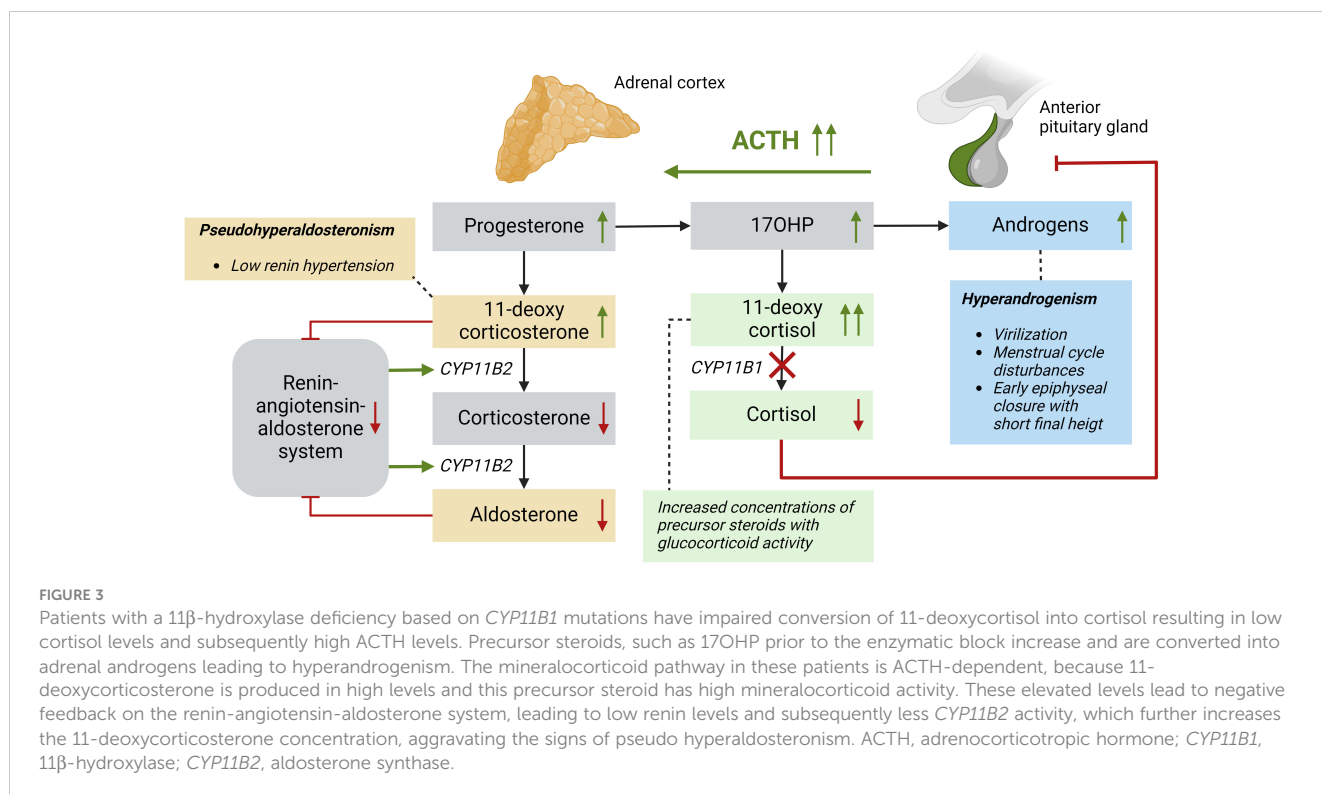 Adrenal cortex
Anterior
pituitary gland
ACTH
Progesterone
17OHP
Androgens
Pseudohyperaldosteronism
• Low renin hypertension
11-deoxy
corticosterone
11-deoxy
cortisol
Hyperandrogenism
• Virilization
• Menstrual cycle
disturbances
• Early epiphyseal
closure with
short final heigt
CYP11B2
CYP11B1
Renin-
angiotensin-
aldosterone
system
Corticosterone
Cortisol
CYP11B2
Aldosterone
Increased concentrations of
precursor steroids with
glucocorticoid activity
FIGURE 3
Patients with a 11β-hydroxylase deficiency based on CYP11B1 mutations have impaired conversion of 11-deoxycortisol into cortisol resulting in low
cortisol levels and subsequently high ACTH levels. Precursor steroids, such as 17OHP prior to the enzymatic block increase and are converted into
adrenal androgens leading to hyperandrogenism. The mineralocorticoid pathway in these patients is ACTH-dependent, because 11-
deoxycorticosterone is produced in high levels and this precursor steroid has high mineralocorticoid activity. These elevated levels lead to negative
feedback on the renin-angiotensin-aldosterone system, leading to low renin levels and subsequently less CYP11B2 activity, which further increases
the 11-deoxycorticosterone concentration, aggravating the signs of pseudo hyperaldosteronism. ACTH, adrenocorticotropic hormone; CYP11B1,
11β-hydroxylase; CYP11B2, aldosterone synthase.